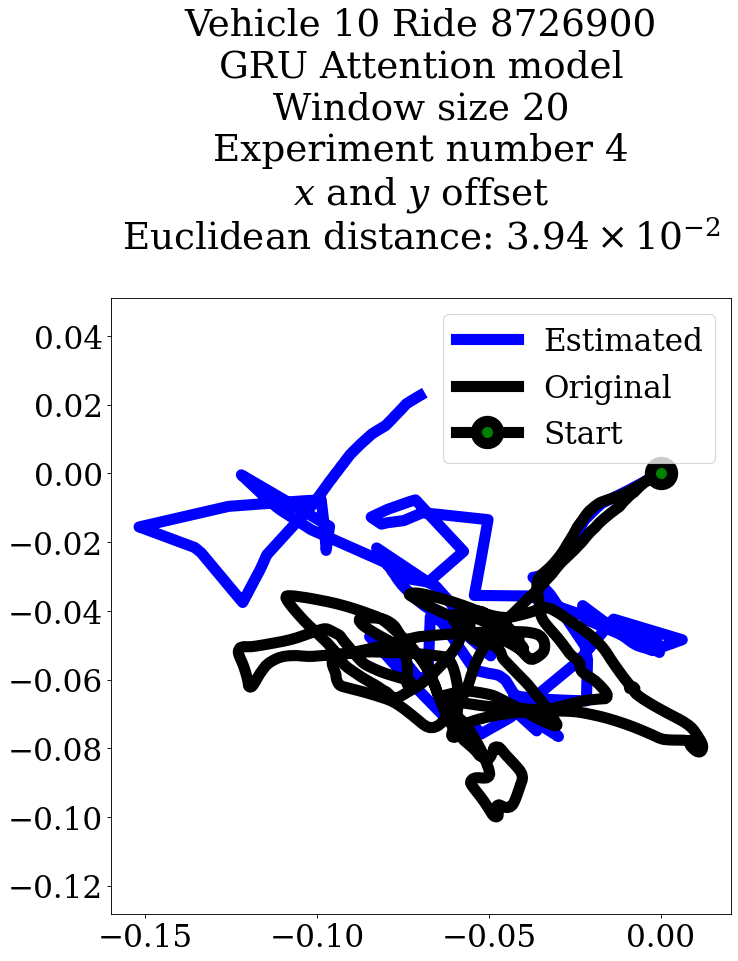 Vehicle 10 Ride 8726900
GRU Attention model
Window size 20
Experiment number 4
x and y offset
Euclidean distance: 3.94 × 10⁻²
Estimated
Original
Start
0.04
0.02
0.00
−0.02
−0.04
−0.06
−0.08
−0.10
−0.12
−0.15
−0.10
−0.05
0.00